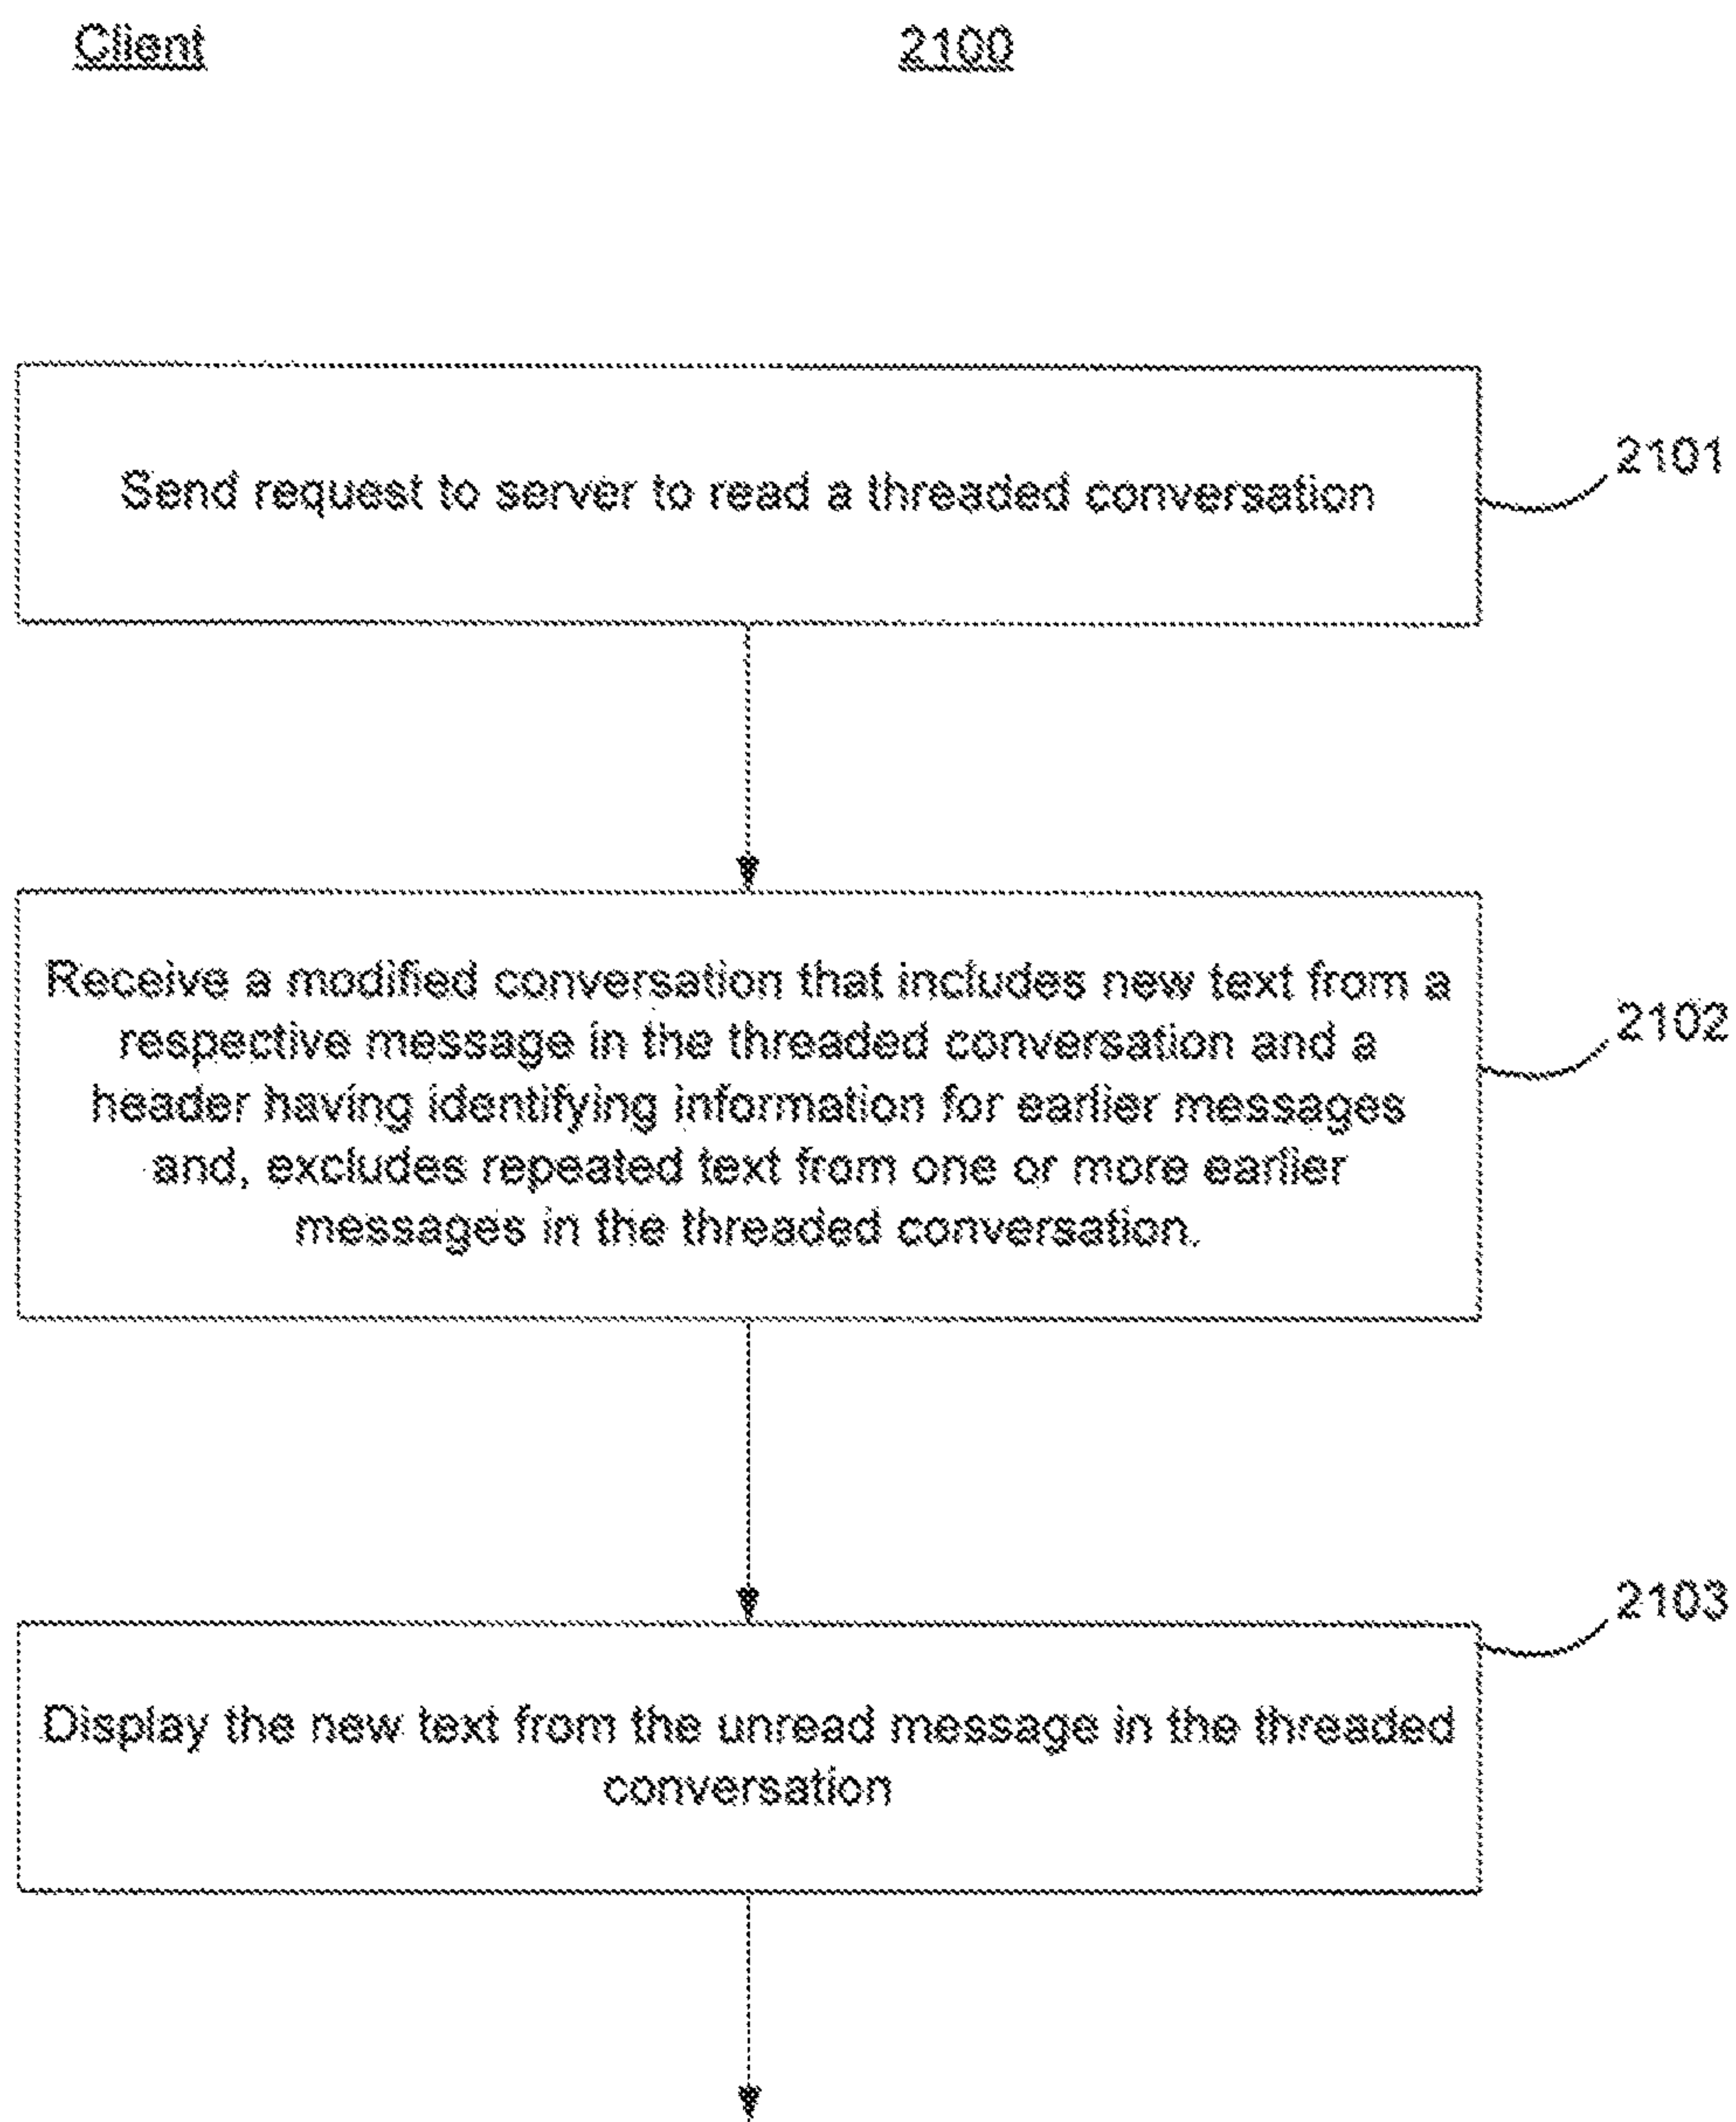 Client 2100
Send request to server to read a threaded conversation
2101
Receive a modified conversation that includes new text from a
respective message in the threaded conversation and a
header having identifying information for earlier messages
and, excludes repeated text from one or more earlier
messages in the threaded conversation.
2102
2103
Display the new text from the unread message in the threaded
conversation